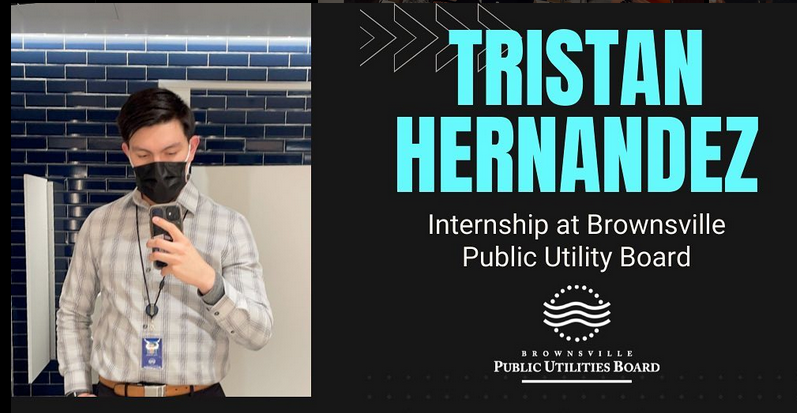 TRISTAN
HERNANDEZ
Internship at Brownsville
Public Utility Board
BROWNSVILLE
PUBLIC UTILITIES BOARD